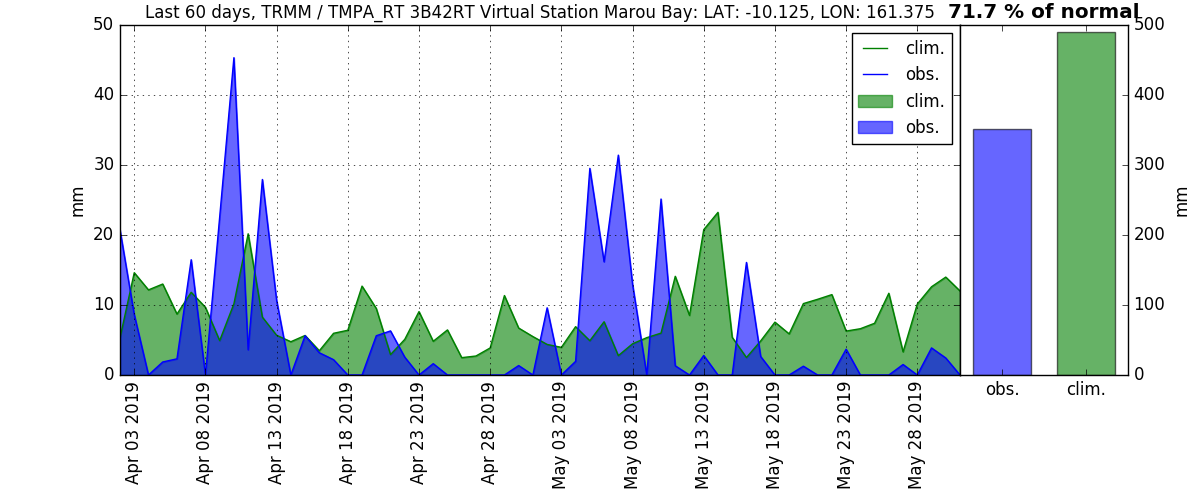 Last 60 days, TRMM / TMPA_RT 3B42RT Virtual Station Marou Bay: LAT: -10.125, LON: 161.375
71.7 % of normal
50
40
30
20
10
0
mm
clim.
obs.
clim.
obs.
Apr 03 2019
Apr 08 2019
Apr 13 2019
Apr 18 2019
Apr 23 2019
Apr 28 2019
May 03 2019
May 08 2019
May 13 2019
May 18 2019
May 23 2019
May 28 2019
500
400
300
200
100
0
mm
obs.
clim.